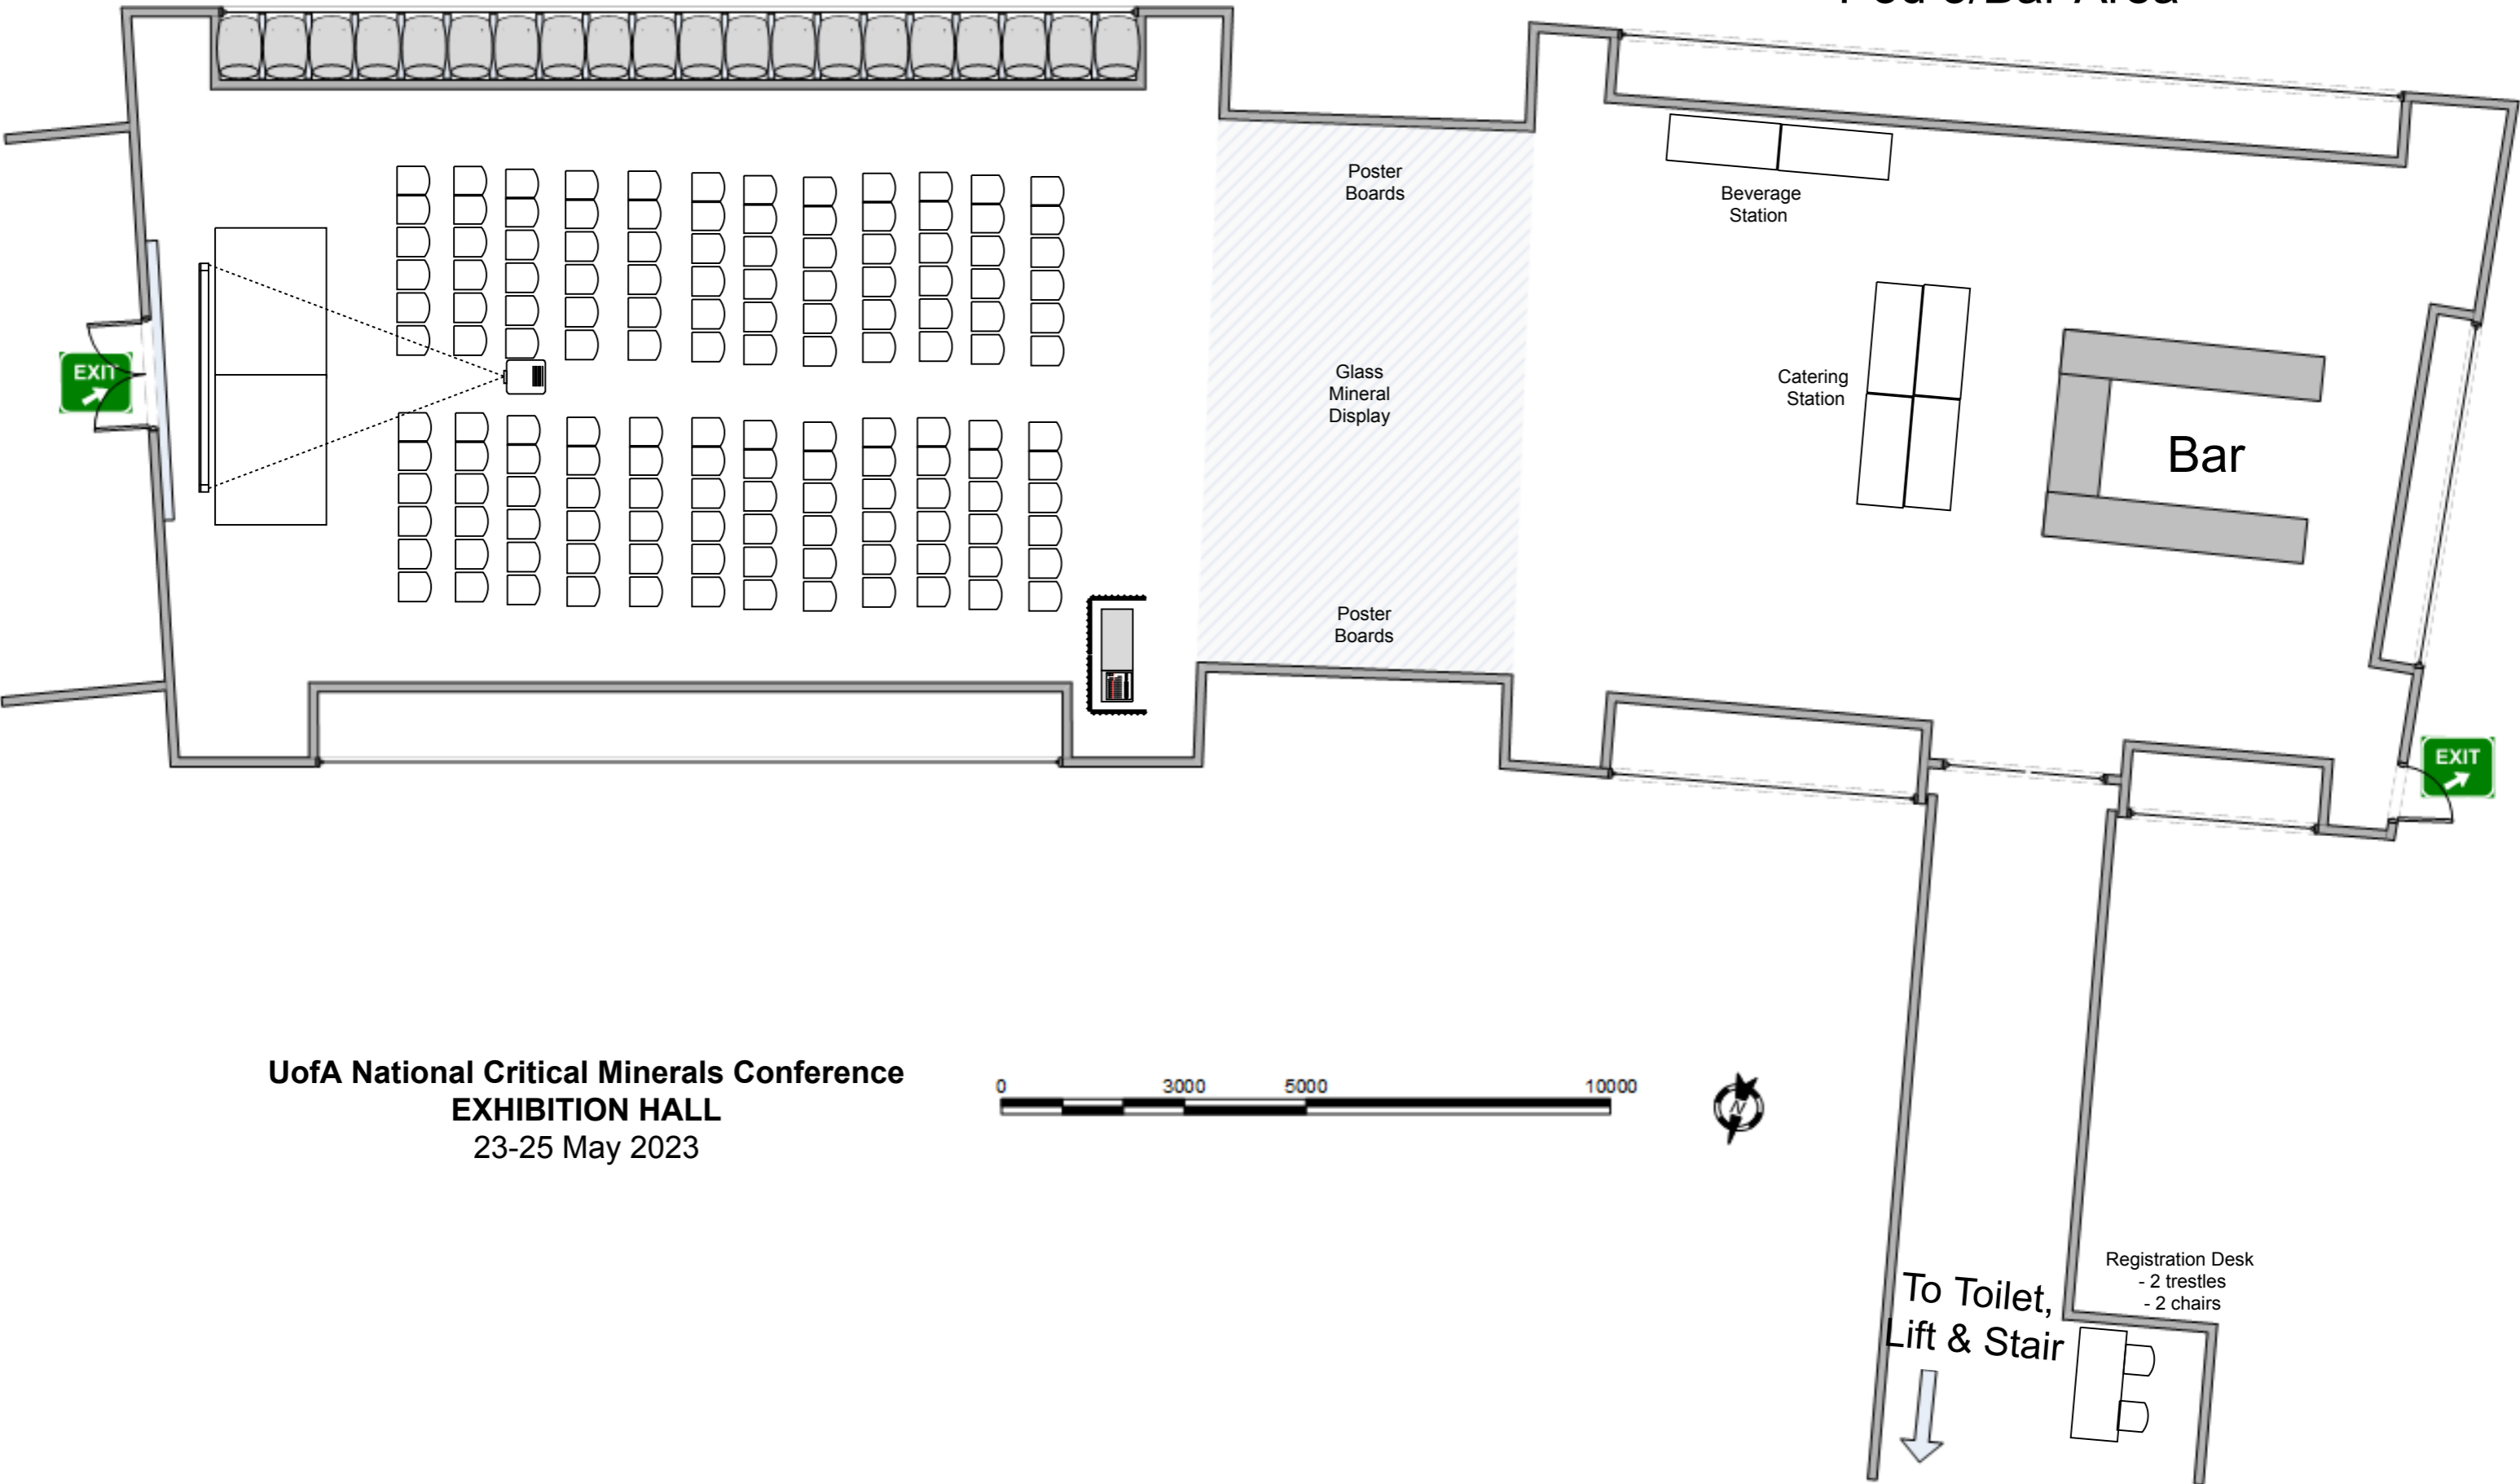 Poster
Boards
Beverage
Station
EXIT
Glass
Mineral
Display
Catering
Station
Bar
Poster
Boards
EXIT
UofA National Critical Minerals Conference
EXHIBITION HALL
23-25 May 2023
0 3000 5000 10000
N
Registration Desk
- 2 trestles
- 2 chairs
To Toilet,
Lift & Stair